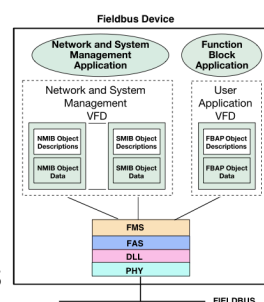 Fieldbus Device
Network and System
Management
Application
Function
Block
Application
Network and System
Management
VFD
User
Application
VFD
NMIB Object
Descriptions
SMIB Object
Descriptions
FBAP Object
Descriptions
NMIB Object
Data
SMIB Object
Data
FBAP Object
Data
FMS
FAS
DLL
PHY
FIELDBUS